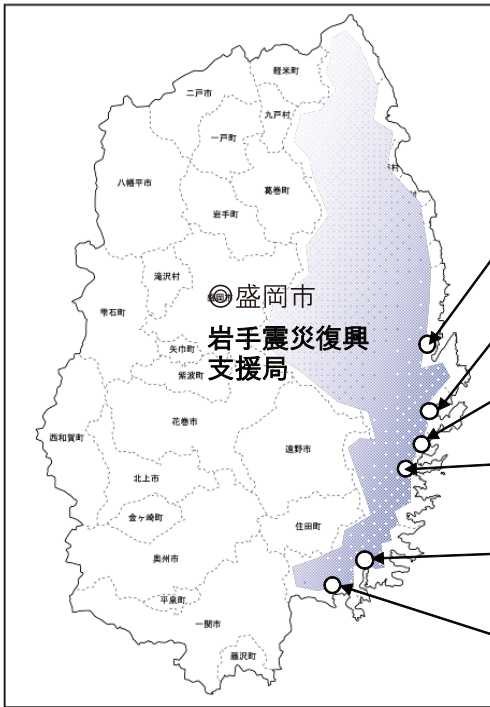 軽米町
二戸市
九戸村
一戸町
八幡平市
葛巻町
岩手町
滝沢村
◎盛岡市
雫石町
岩手震災復興
支援局
矢巾町
紫波町
花巻市
西和賀町
遠野市
北上市
金ヶ崎町
住田町
奥州市
平泉町
一関市
藤沢町